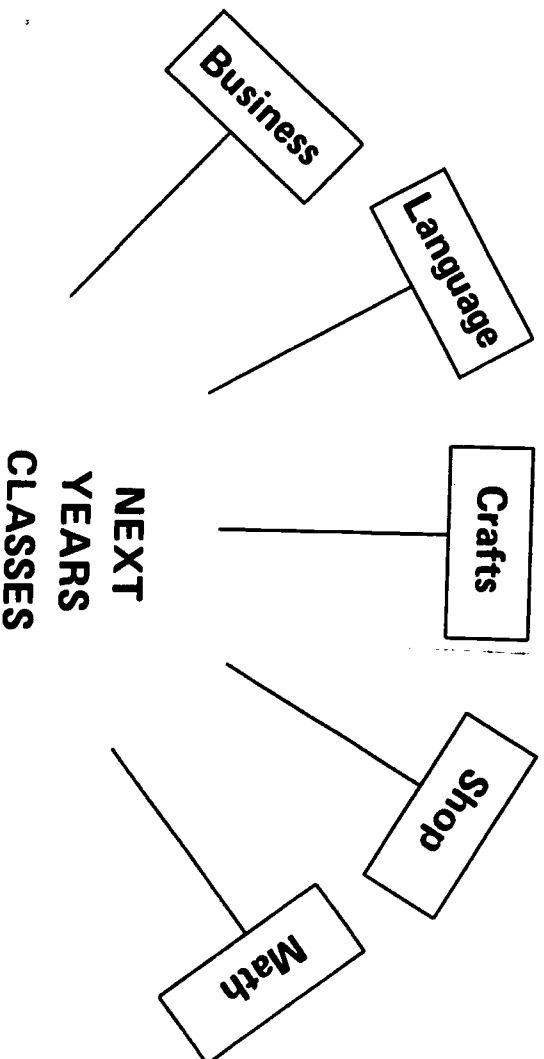 Business
Language
Crafts
Shop
Math
NEXT
YEARS
CLASSES